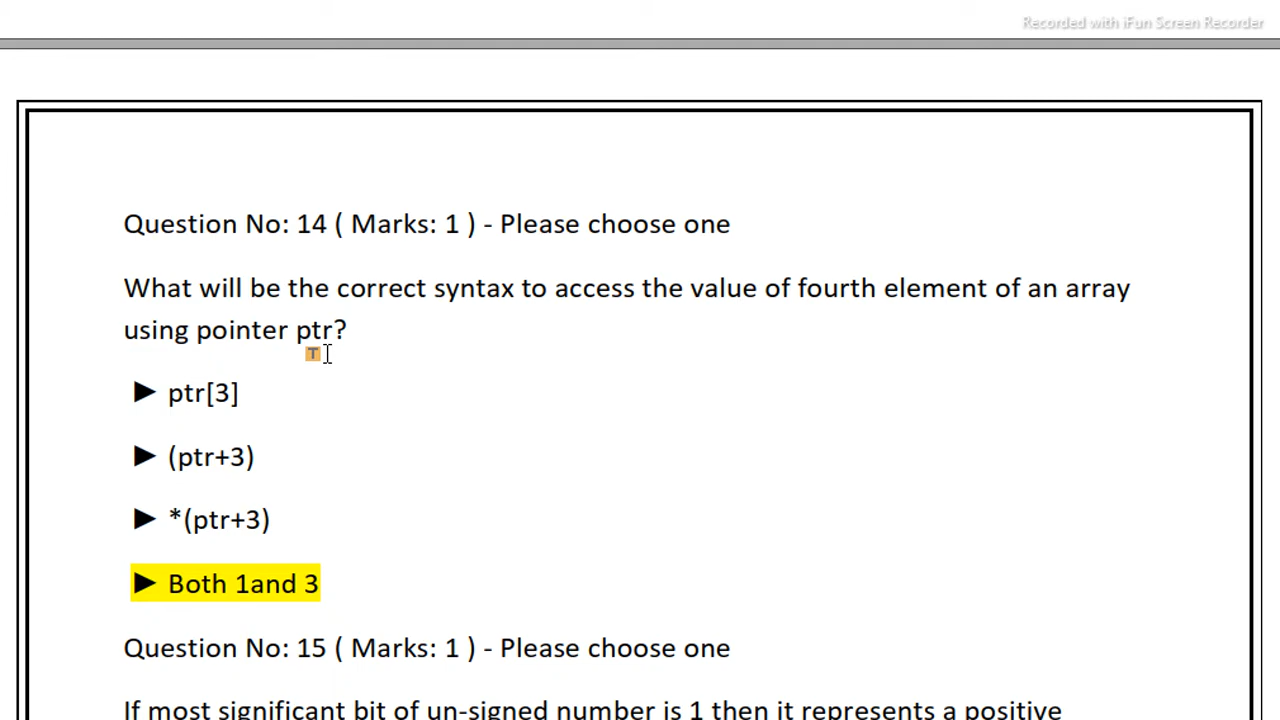 Recorded with iFun Screen Recorder
Question No: 14 ( Marks: 1 ) - Please choose one
What will be the correct syntax to access the value of fourth element of an array
using pointer ptr?
T
► ptr[3]
► (ptr+3)
► *(ptr+3)
► Both 1and 3
Question No: 15 ( Marks: 1 ) - Please choose one
If most significant bit of un-signed number is 1 then it represents a positive